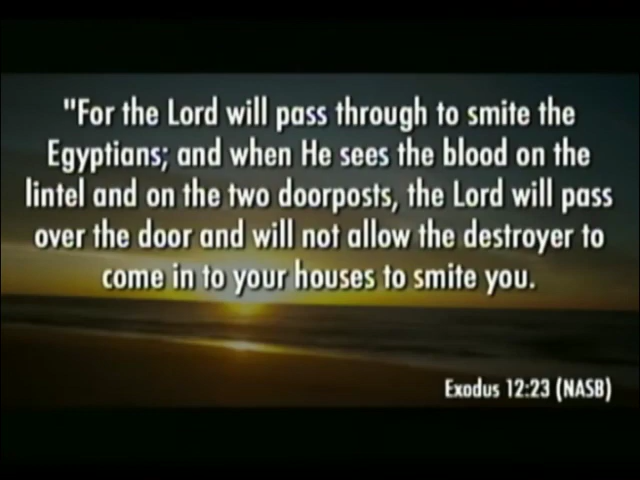 "For the Lord will pass through to smite the
Egyptians; and when He sees the blood on the
lintel and on the two doorposts, the Lord will pass
over the door and will not allow the destroyer to
come in to your houses to smite you.
Exodus 12:23 (NASB)